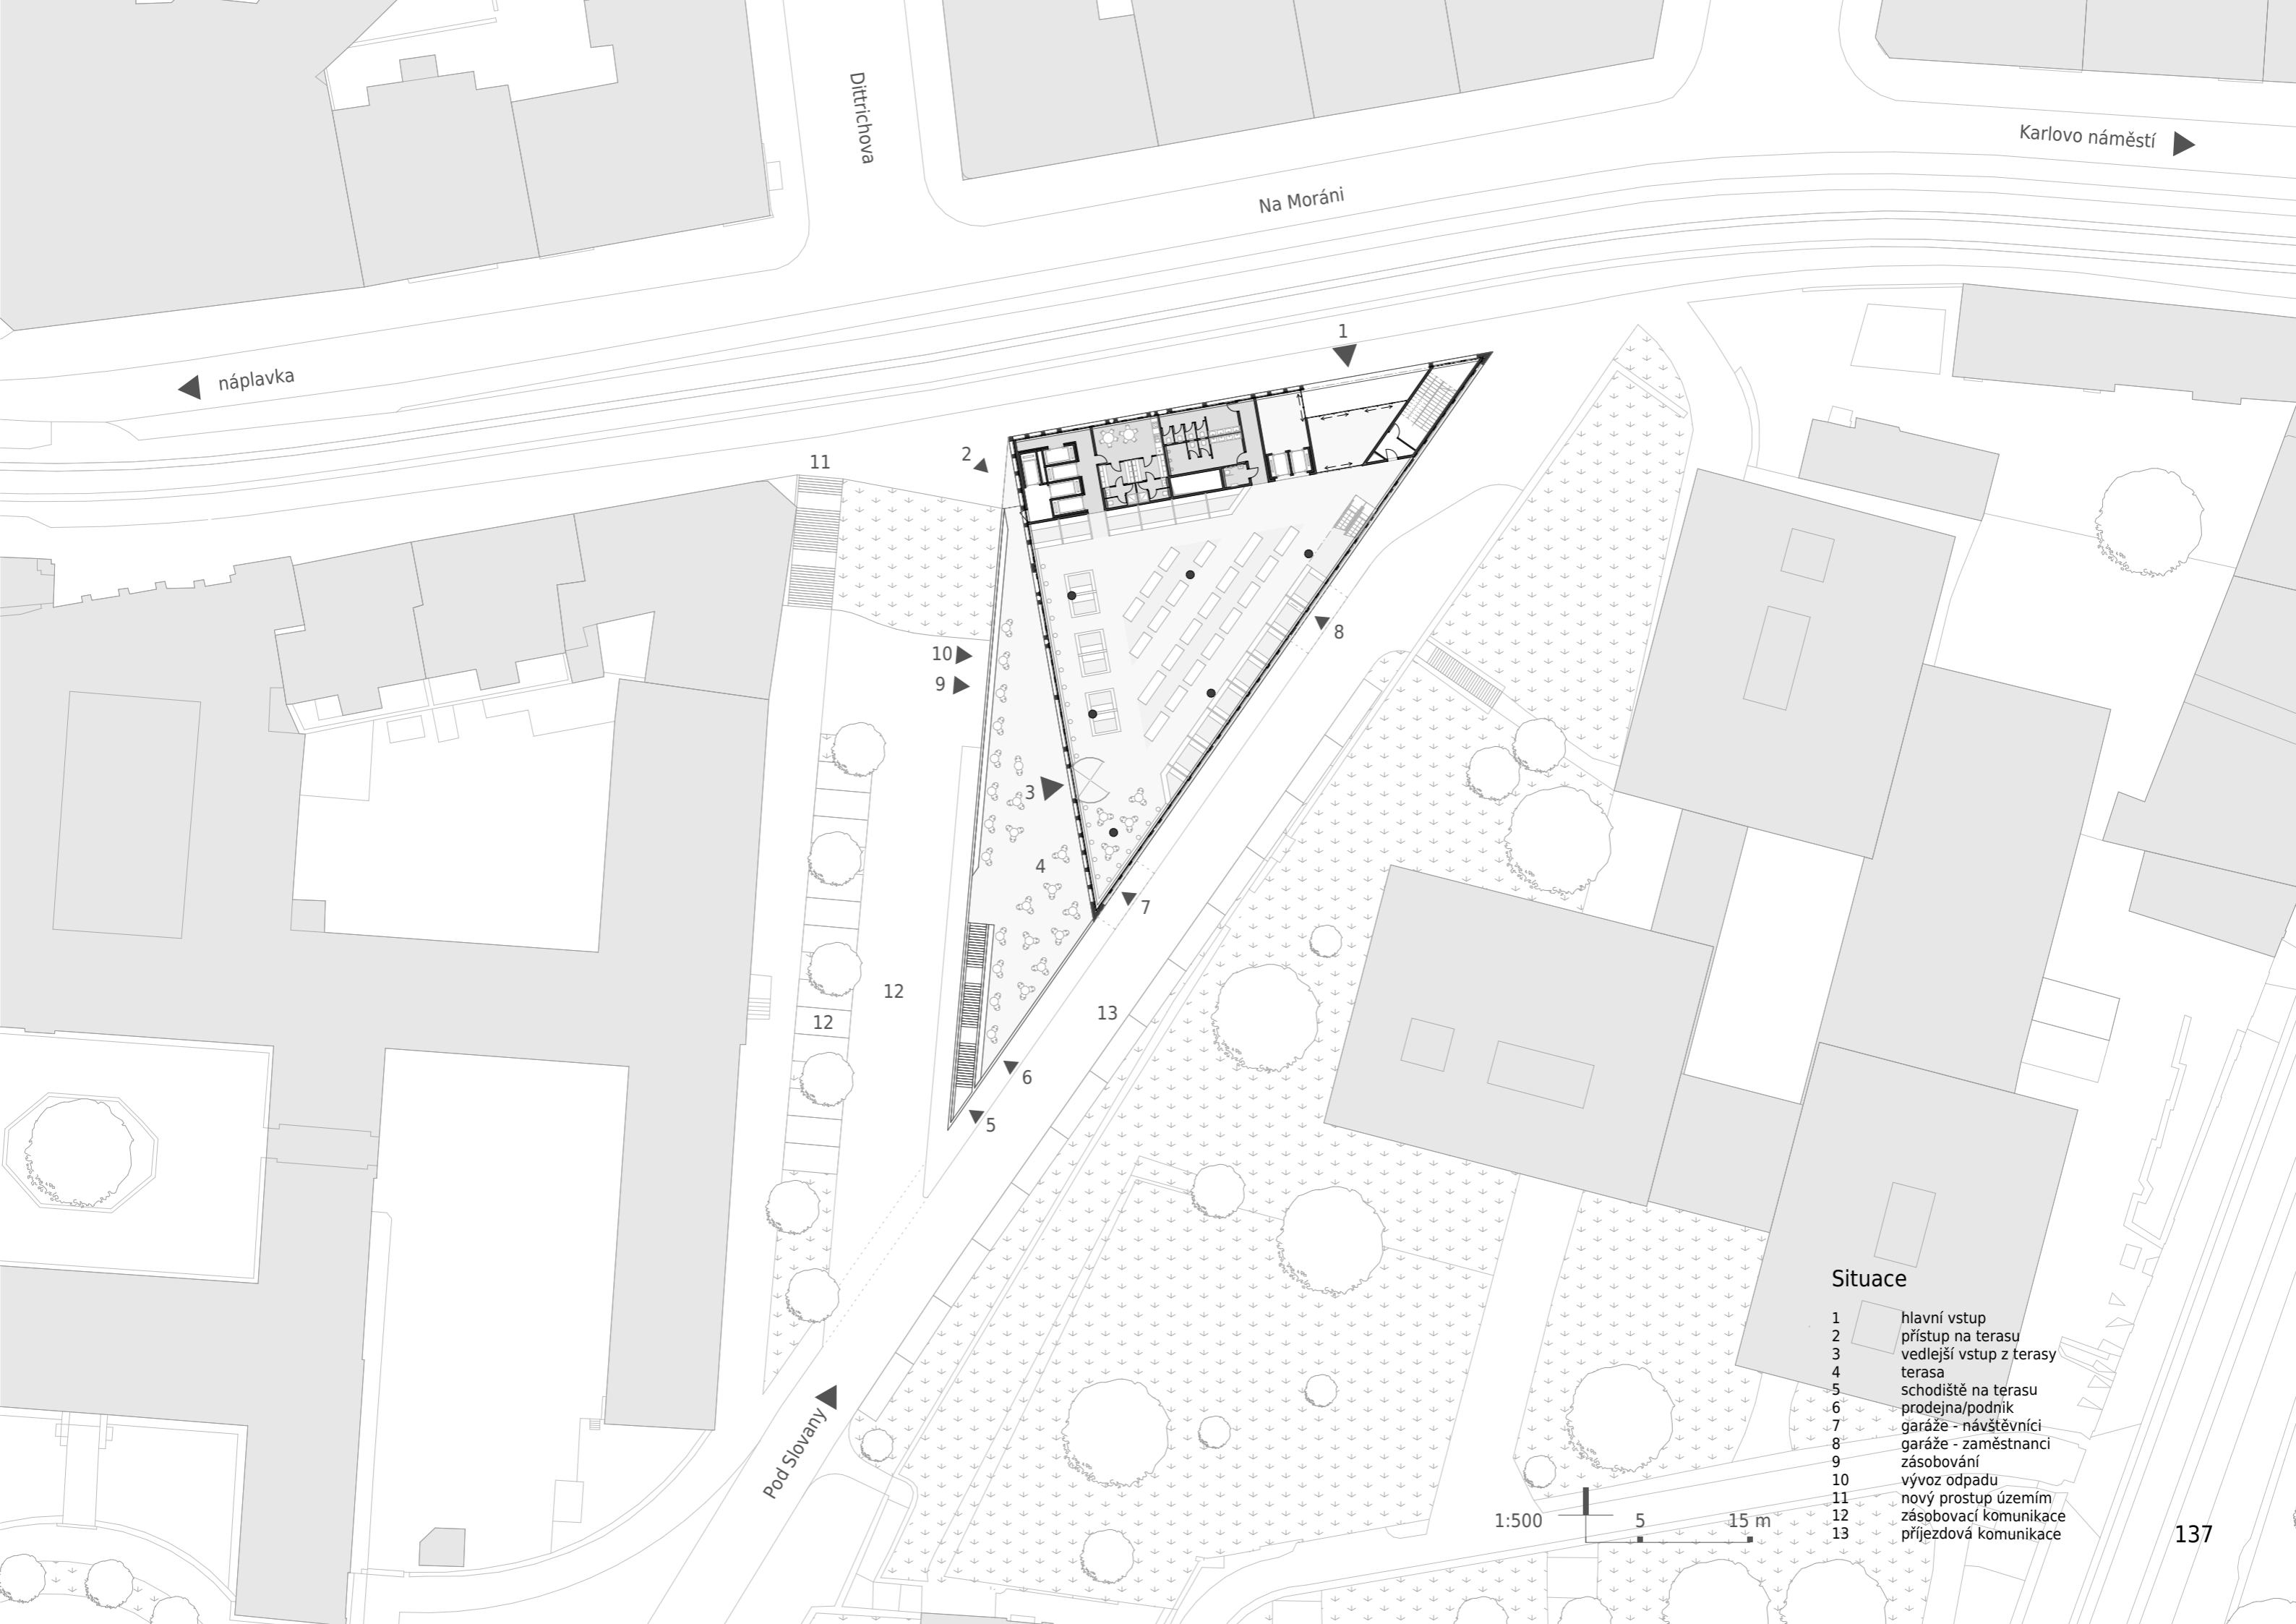 Dittrichova
Karlovo náměstí
Na Moráni
náplavka
1
2
11
10
9
8
3
4
7
12
12
13
6
5
Pod Slovany
Situace
1 hlavní vstup
2 přístup na terasu
3 vedlejší vstup z terasy
4 terasa
5 schodiště na terasu
6 prodejna/podnik
7 garáže - návštěvníci
8 garáže - zaměstnanci
9 zásobování
10 vývoz odpadu
11 nový prostup územím
12 zásobovací komunikace
13 příjezdová komunikace
1:500 5 15 m
137